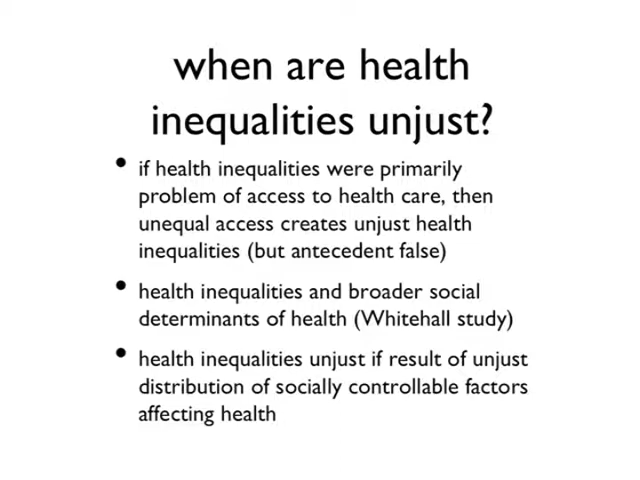 when are health
inequalities unjust?
• if health inequalities were primarily
problem of access to health care, then
unequal access creates unjust health
inequalities (but antecedent false)
• health inequalities and broader social
determinants of health (Whitehall study)
• health inequalities unjust if result of unjust
distribution of socially controllable factors
affecting health